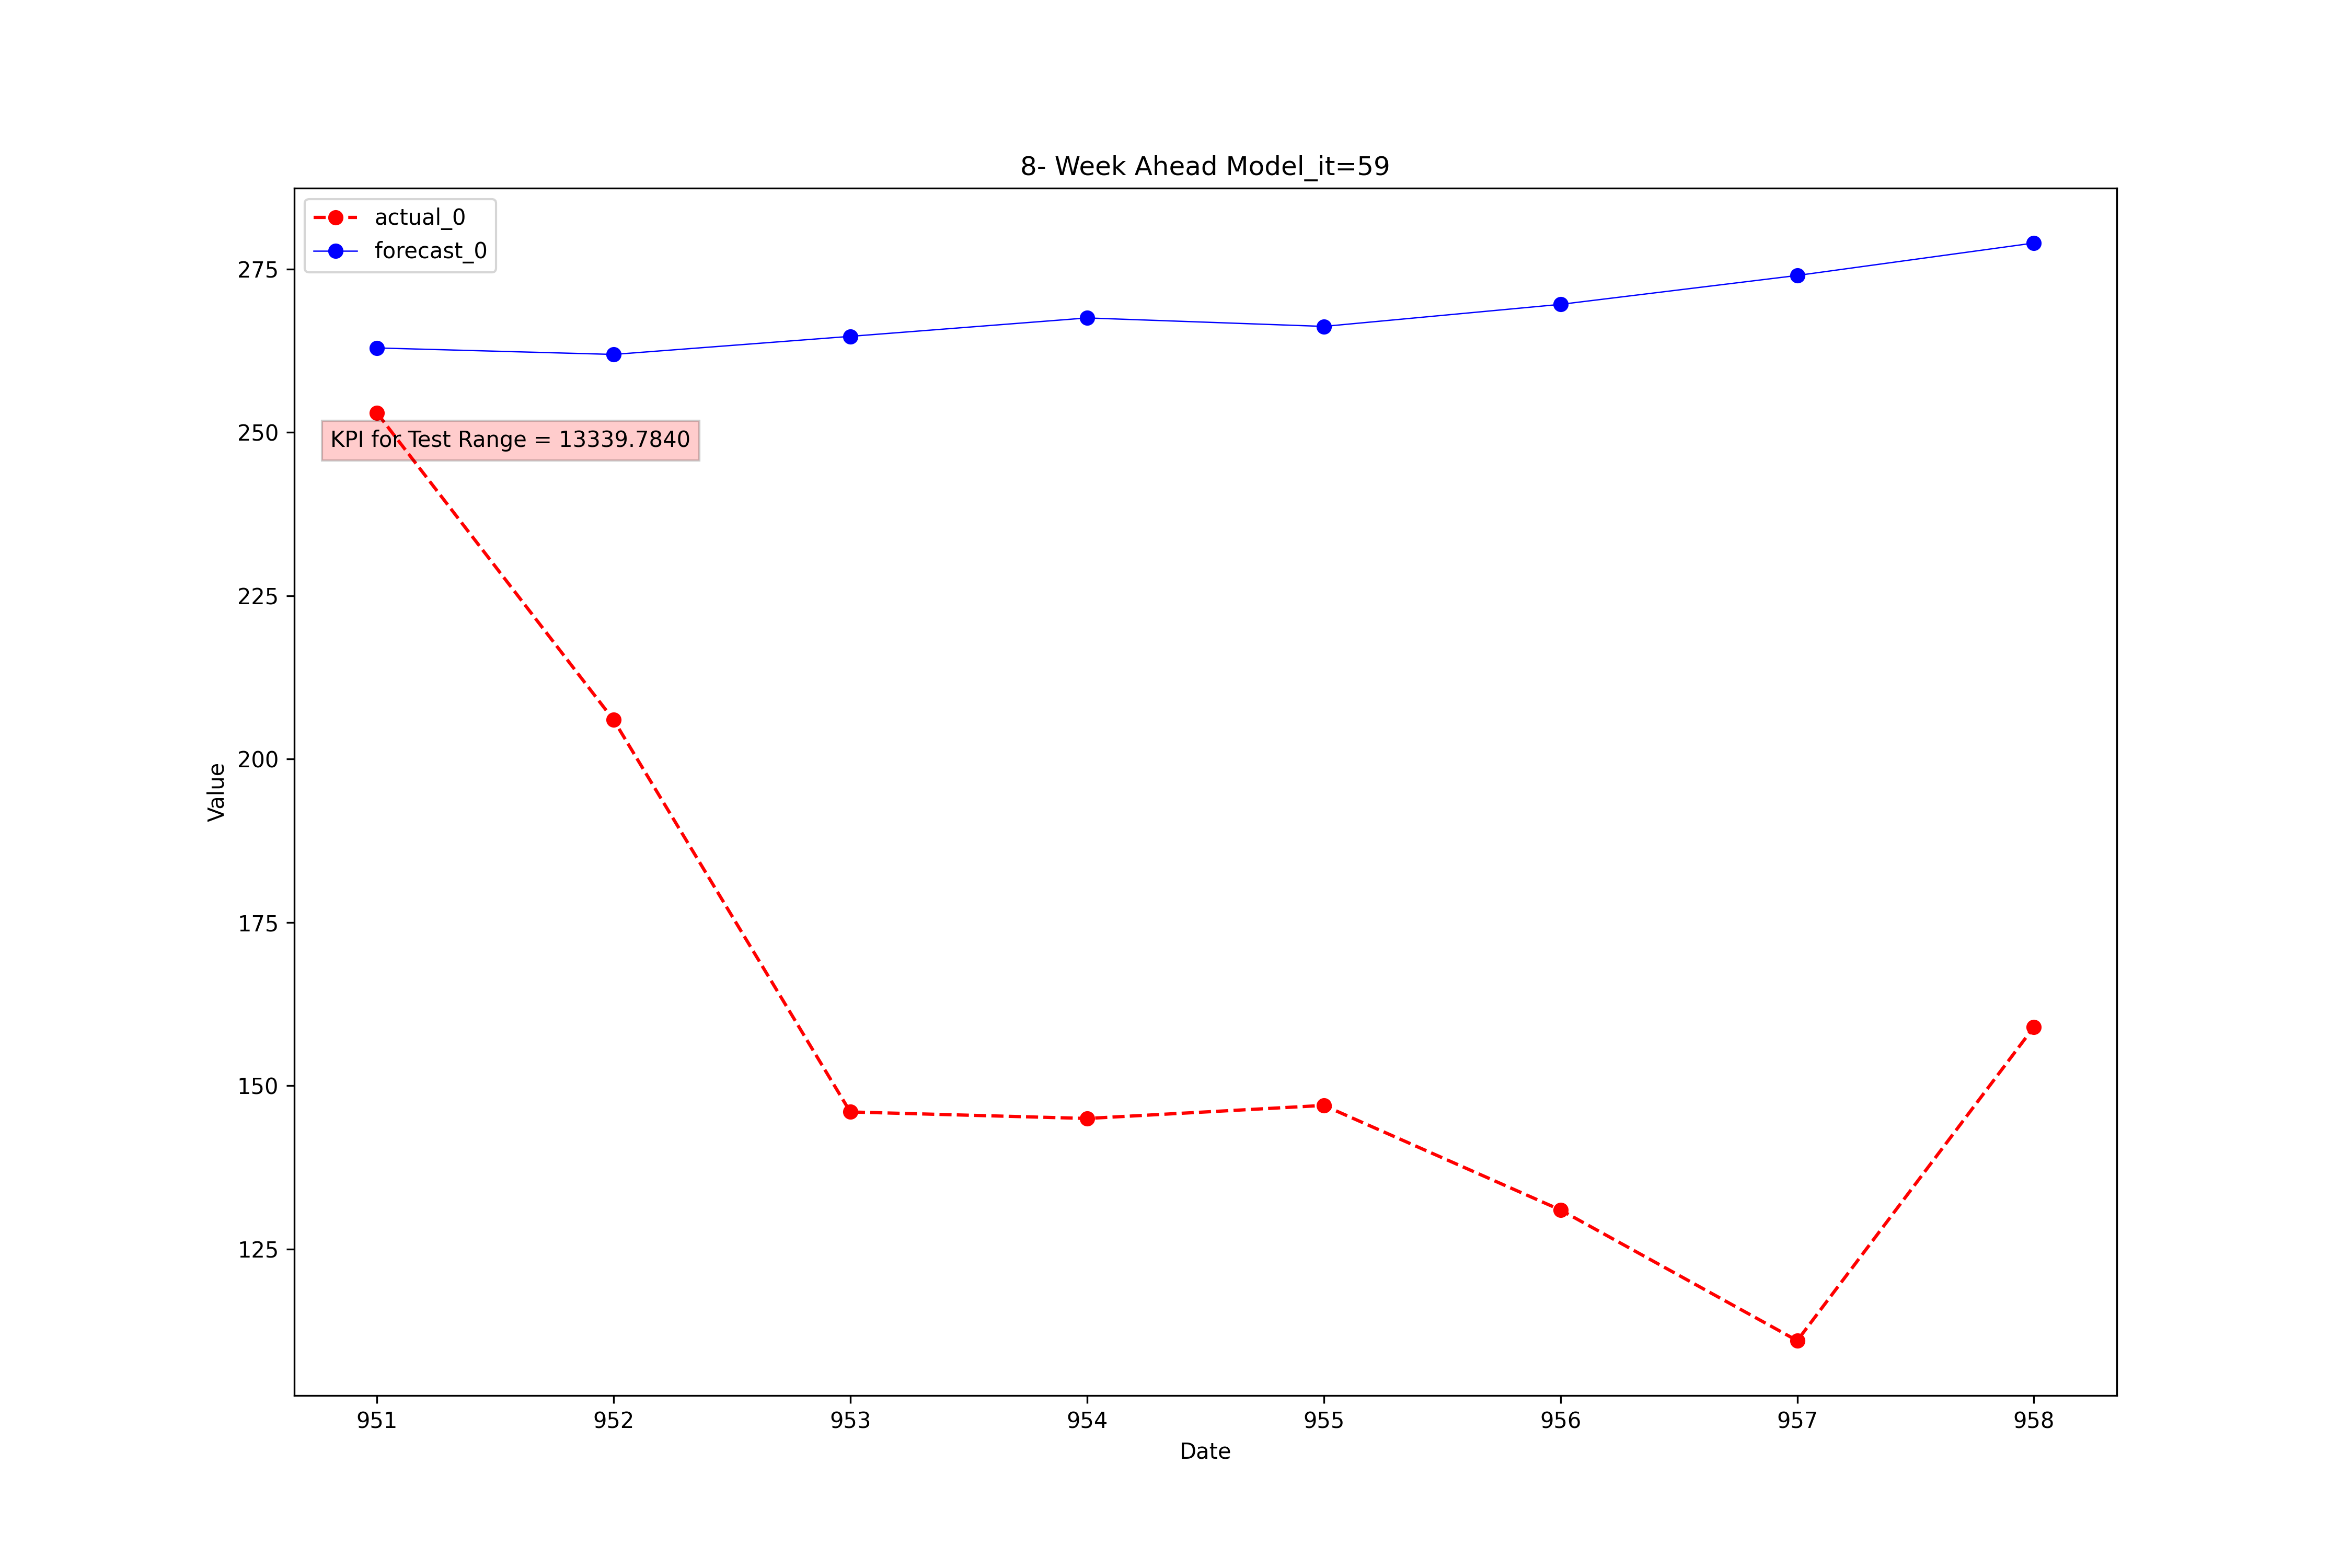 8- Week Ahead Model_it=59
actual_0
forecast_0
KPI for Test Range = 13339.7840
Value
275
250
225
200
175
150
125
951 952 953 954 955 956 957 958
Date